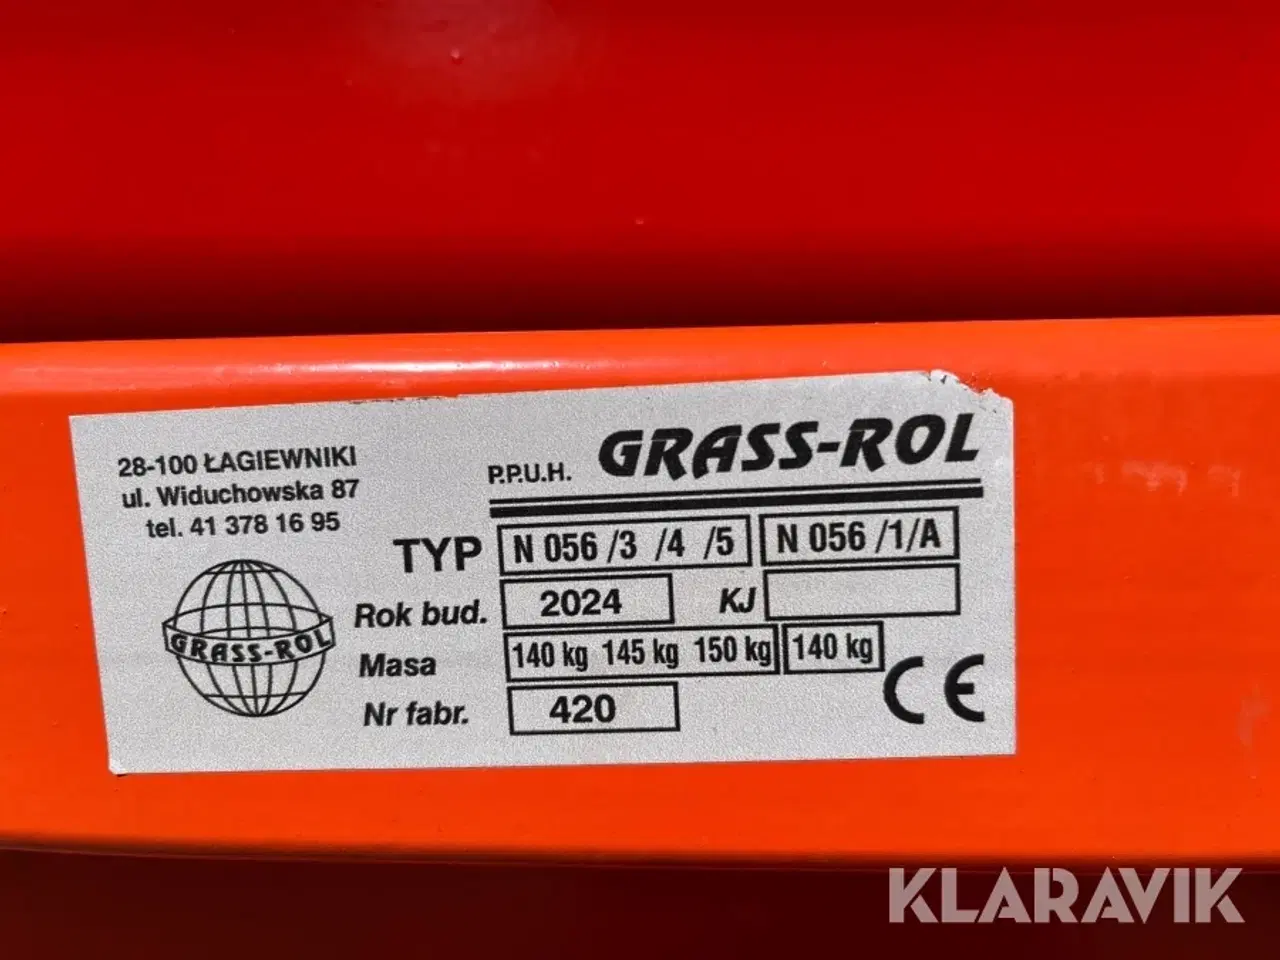 28-100 ŁAGIEWNIKI
ul. Widuchowska 87
tel. 41 378 16 95
GRASS-ROL
P.P.U.H. GRASS-ROL
TYP N 056 /3 /4 /5 N 056 /1/A
Rok bud. 2024 KJ
Masa 140 kg 145 kg 150 kg 140 kg
Nr fabr. 420
CE
KLARAVIK